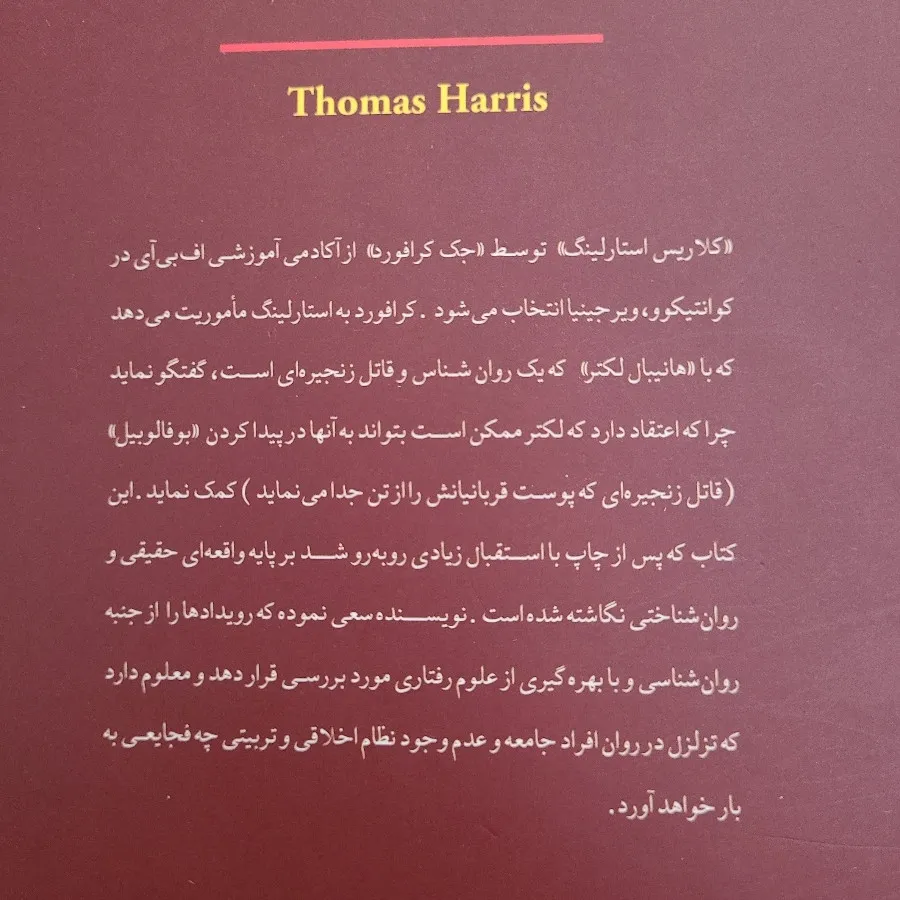 Thomas Harris
«کلاریس استارلینگ» توسط «جک کرافورد» از آکادمی آموزشی اف‌بی‌آی در
کوانتیکوو، ویرجینیا انتخاب می‌شود . کرافورد به استارلینگ مأموریت می‌دهد
که با «هانیبال لکتر» که یک روان شناس و قاتل زنجیره‌ای است، گفتگو نماید
چرا که اعتقاد دارد که لکتر ممکن است بتواند به آنها در پیدا کردن «بوفالوبیل»
( قاتل زنجیره‌ای که پوست قربانیانش را از تن جدا می‌نماید ) کمک نماید . این
کتاب که پس از چاپ با استقبال زیادی روبه‌رو شد بر پایه واقعه‌ای حقیقی و
روان‌شناختی نگاشته شده است . نویسنده سعی نموده که رویدادها را از جنبه
روان‌شناسی و با بهره‌گیری از علوم رفتاری مورد بررسی قرار دهد و معلوم دارد
که تزلزل در روان افراد جامعه و عدم وجود نظام اخلاقی و تربیتی چه فجایعی به
بار خواهد آورد .